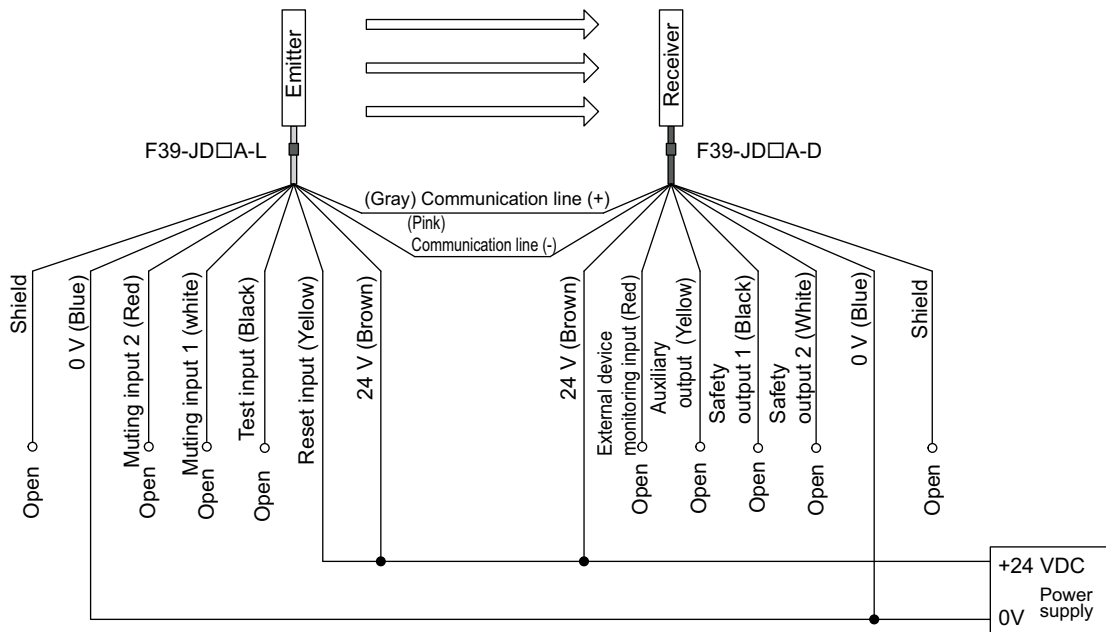 Emitter
Receiver
F39-JD□A-L
F39-JD□A-D
(Gray) Communication line (+)
(Pink)
Communication line (-)
Shield
0 V (Blue)
Muting input 2 (Red)
Muting input 1 (white)
Test input (Black)
Reset input (Yellow)
24 V (Brown)
24 V (Brown)
External device
monitoring input (Red)
Auxiliary
output (Yellow)
Safety
output 1 (Black)
Safety
output 2 (White)
0 V (Blue)
Shield
Open
Open
Open
Open
Open
Open
Open
Open
Open
+24 VDC
Power
supply
0V